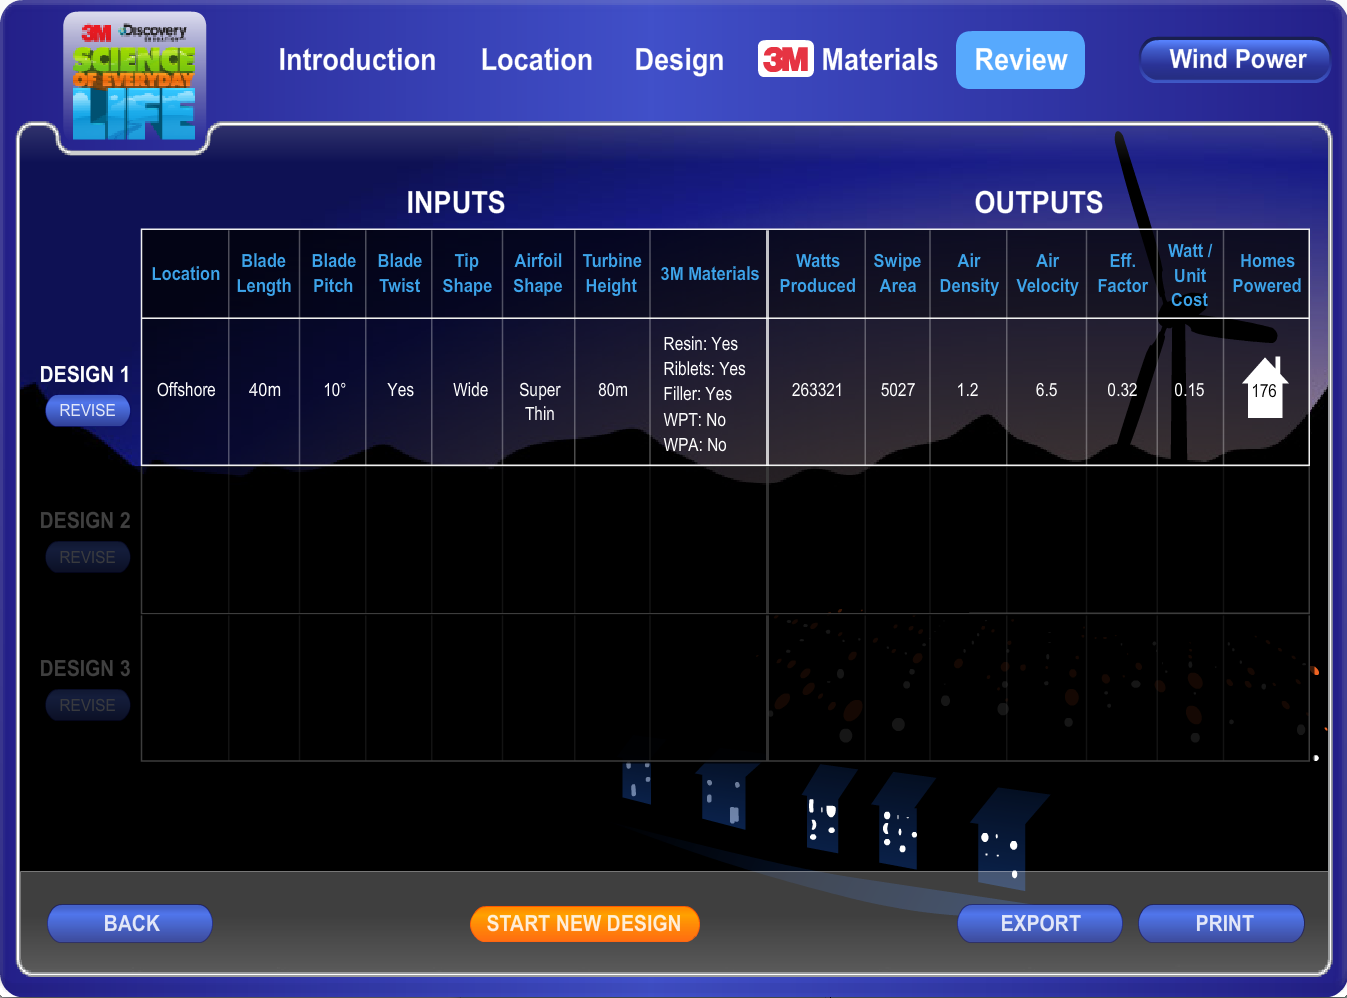 3M Discovery
EDUCATION
SCIENCE
OF EVERYDAY
LIFE
Introduction Location Design 3M Materials Review Wind Power
INPUTS OUTPUTS
Location Blade Length Blade Pitch Blade Twist Tip Shape Airfoil Shape Turbine Height 3M Materials Watts Produced Swipe Area Air Density Air Velocity Eff. Factor Watt / Unit Cost Homes Powered
DESIGN 1
REVISE
Offshore 40m 10° Yes Wide Super Thin 80m
Resin: Yes
Riblets: Yes
Filler: Yes
WPT: No
WPA: No
263321 5027 1.2 6.5 0.32 0.15 176
DESIGN 2
REVISE
DESIGN 3
REVISE
BACK START NEW DESIGN EXPORT PRINT